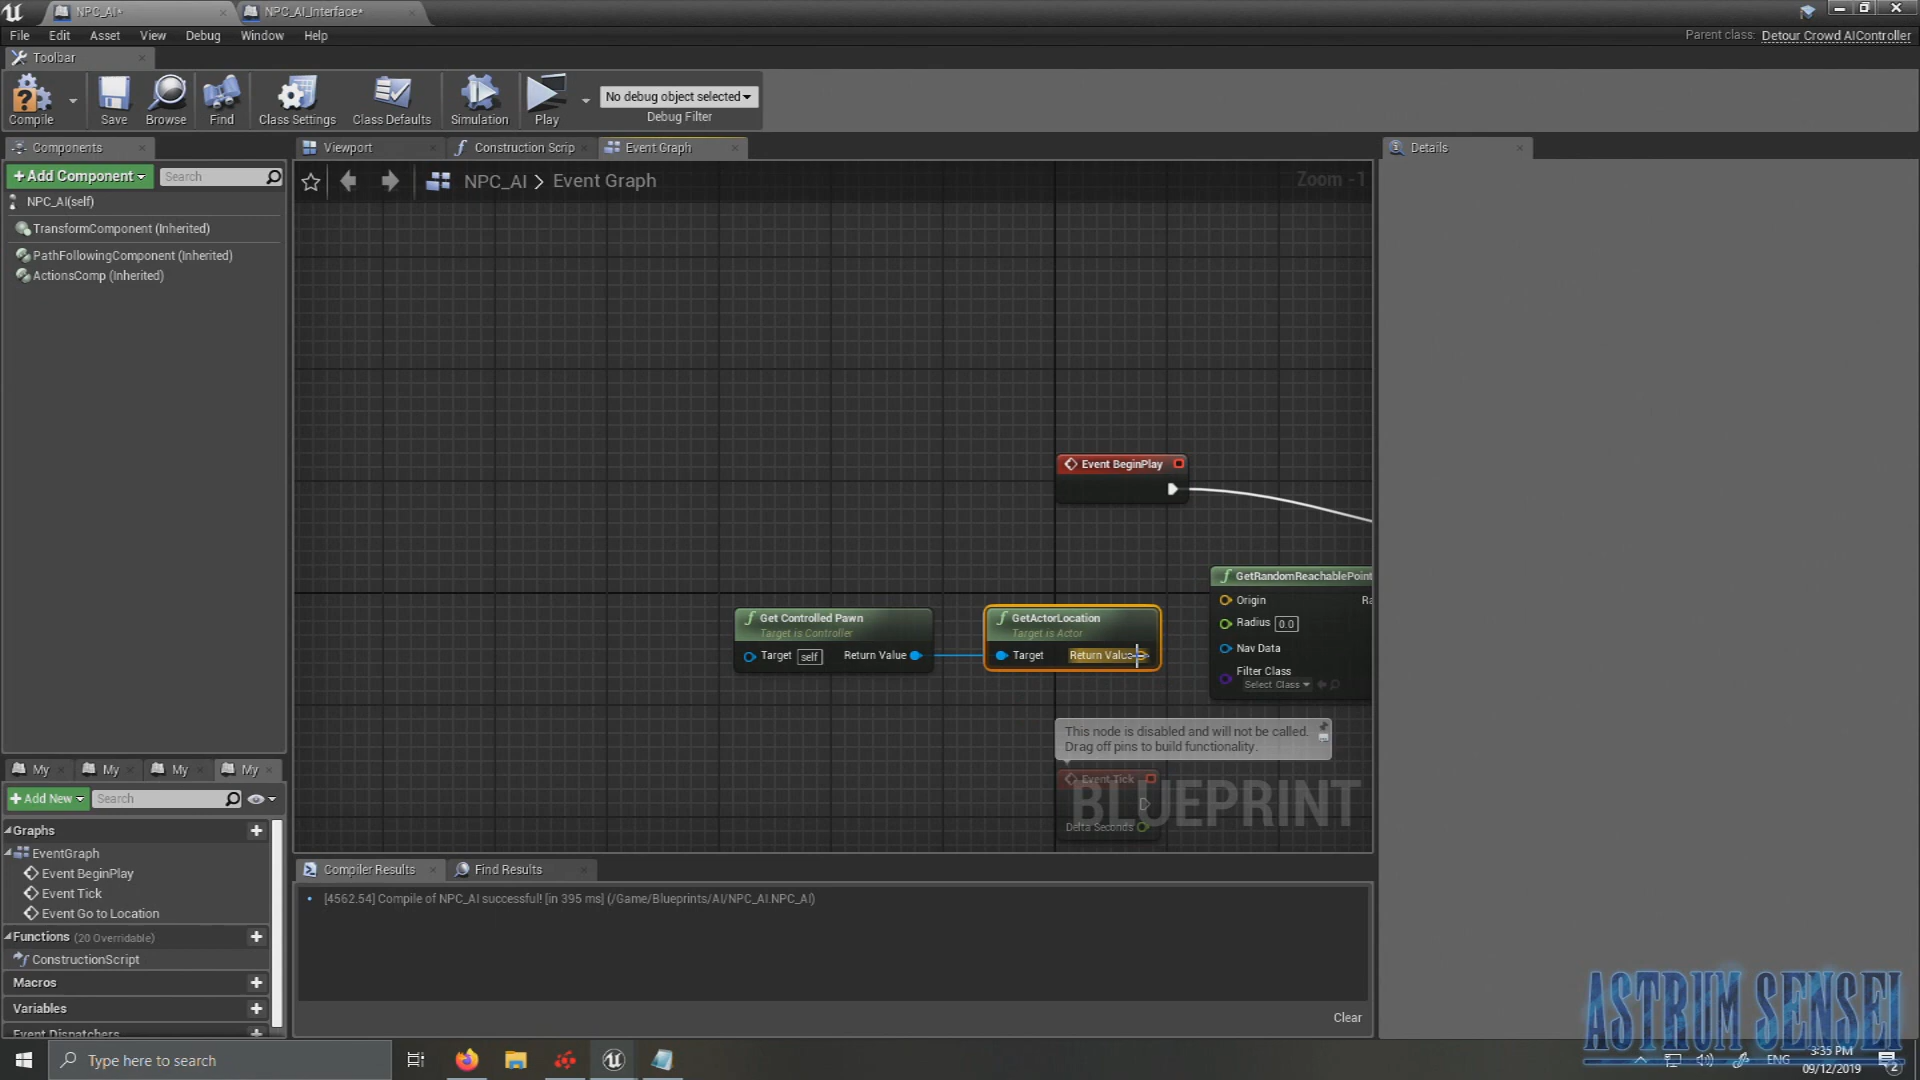 NPC_AI*
NPC_AI_Interface*
File Edit Asset View Debug Window Help
Parent class: Detour Crowd AIController
Toolbar
Compile Save Browse Find Class Settings Class Defaults Simulation Play
No debug object selected
Debug Filter
Components
Viewport
Construction Scrip
Event Graph
Details
+Add Component
Search
NPC_AI > Event Graph
Zoom -1
NPC_AI(self)
TransformComponent (Inherited)
PathFollowingComponent (Inherited)
ActionsComp (Inherited)
Event BeginPlay
GetRandomReachablePoint
Origin
Ra
Radius 0.0
Nav Data
Filter Class
Select Class
Get Controlled Pawn
Target is Controller
Target self Return Value
GetActorLocation
Target is Actor
Target Return Value
This node is disabled and will not be called.
Drag off pins to build functionality.
Event Tick
Delta Seconds
BLUEPRINT
My My My My
+Add New
Search
Graphs
EventGraph
Event BeginPlay
Event Tick
Event Go to Location
Functions (20 Overridable)
ConstructionScript
Macros
Variables
Event Dispatchers
Compiler Results
Find Results
[4562.54] Compile of NPC_AI successful! [in 395 ms] (/Game/Blueprints/AI/NPC_AI.NPC_AI)
Clear
ASTRUM SENSEI
Type here to search
ENG
3:35 PM
09/12/2019
2